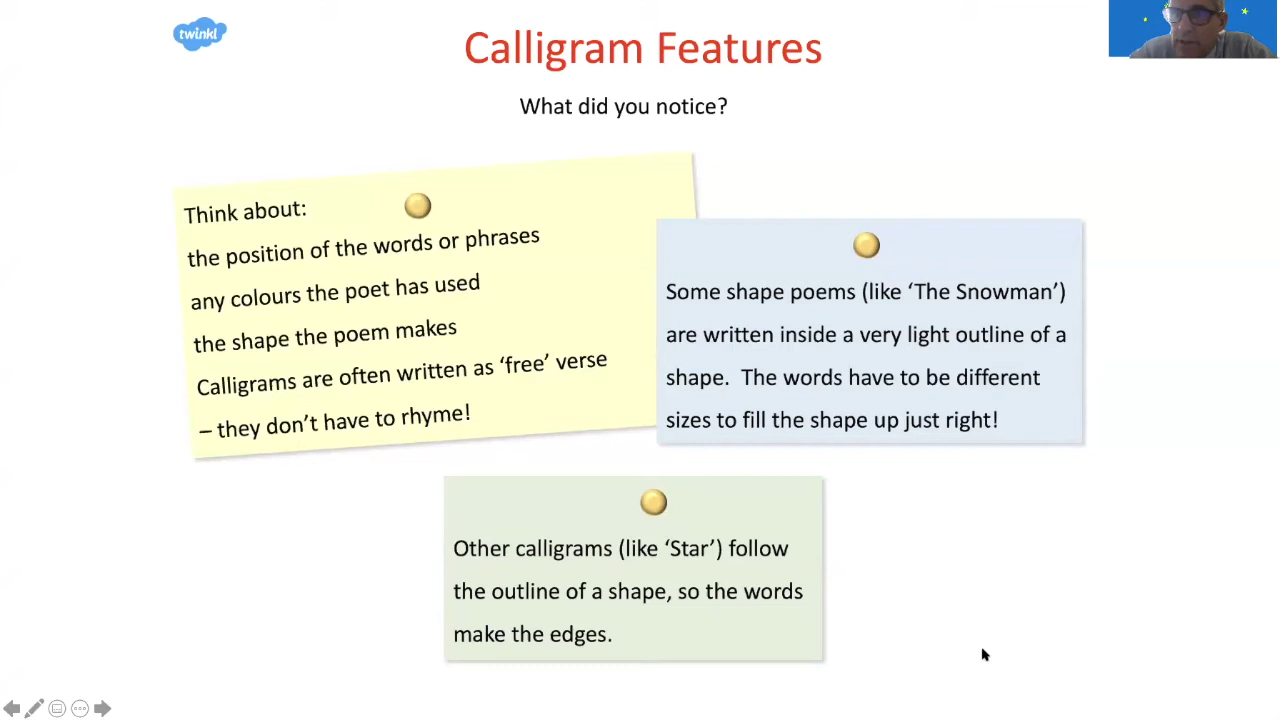 twinkl
Calligram Features
What did you notice?
Think about:
the position of the words or phrases
any colours the poet has used
the shape the poem makes
Calligrams are often written as ‘free’ verse
– they don’t have to rhyme!
Some shape poems (like ‘The Snowman’)
are written inside a very light outline of a
shape.  The words have to be different
sizes to fill the shape up just right!
Other calligrams (like ‘Star’) follow
the outline of a shape, so the words
make the edges.